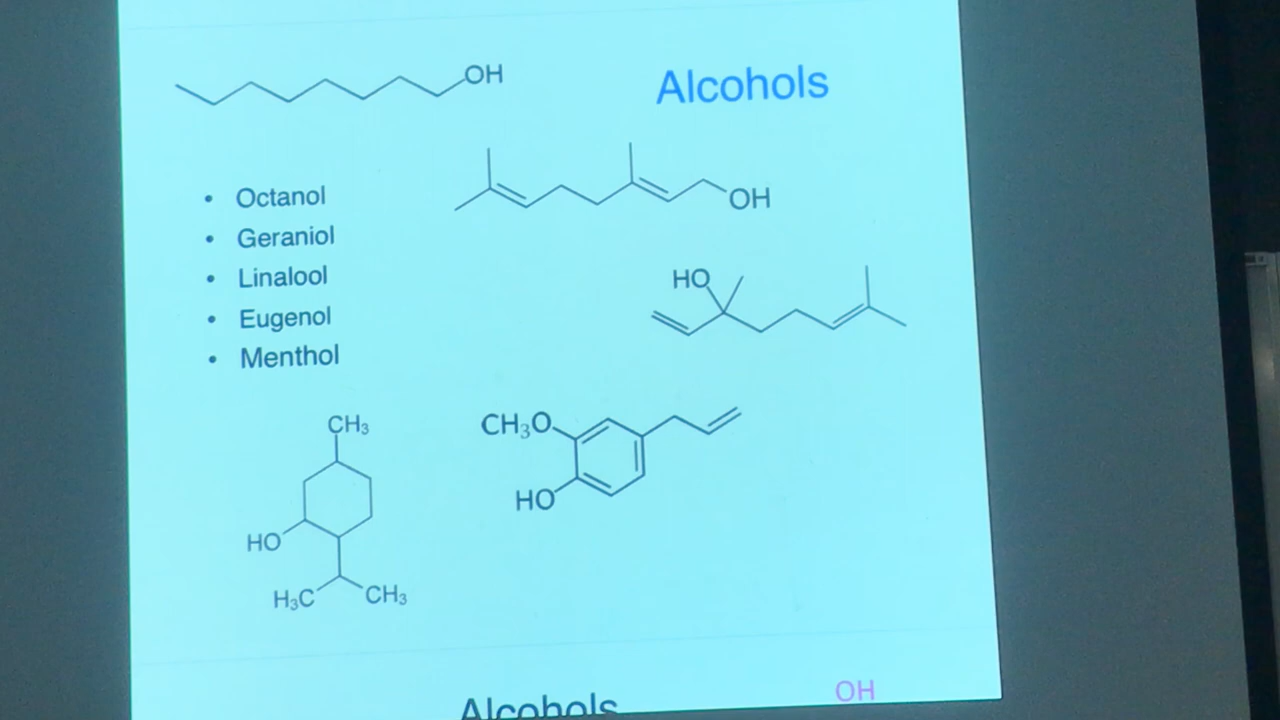 OH
Alcohols
OH
• Octanol
• Geraniol
• Linalool
• Eugenol
• Menthol
HO
CH₃
CH₃O
HO
HO
H₃C
CH₃
OH
Alcohols